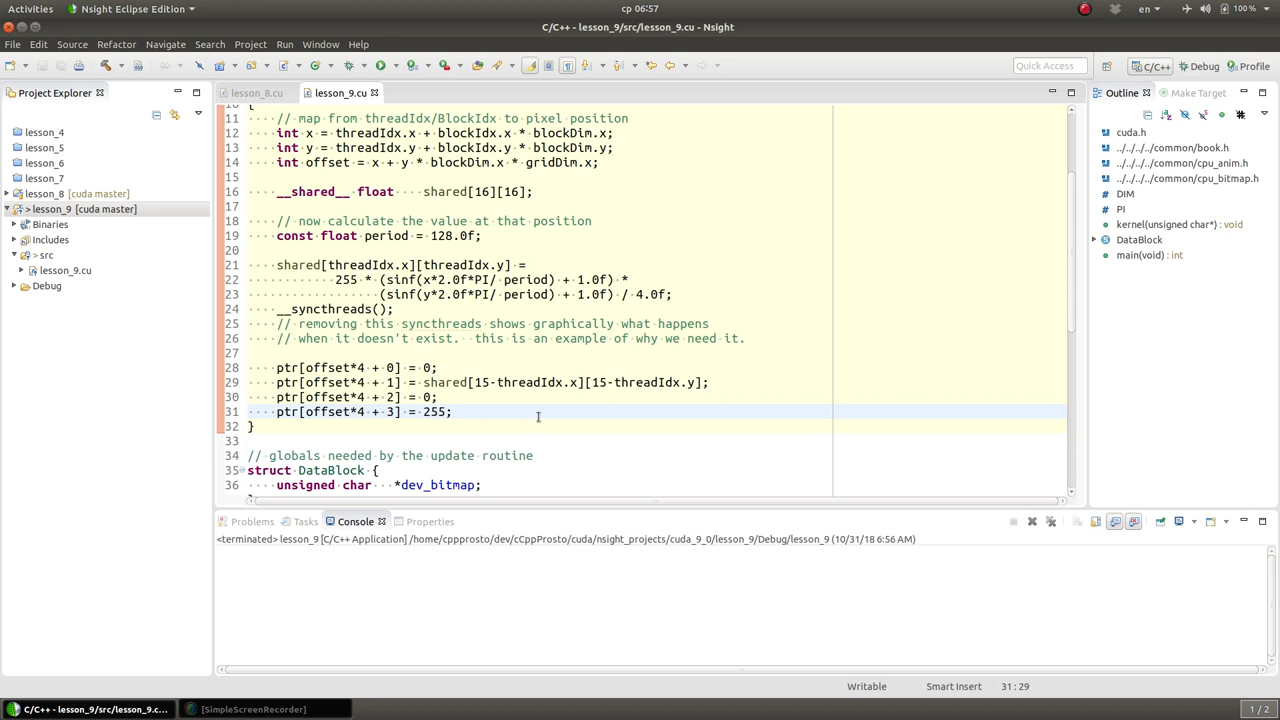 Activities
Nsight Eclipse Edition
ср 06:57
en
100 %
C/C++ - lesson_9/src/lesson_9.cu - Nsight
File Edit Source Refactor Navigate Search Project Run Window Help
Quick Access
C/C++
Debug
Profile
Project Explorer
lesson_4
lesson_5
lesson_6
lesson_7
lesson_8 [cuda master]
> lesson_9 [cuda master]
Binaries
Includes
> src
lesson_9.cu
Debug
lesson_8.cu
lesson_9.cu
10 {
11 // map from threadIdx/BlockIdx to pixel position
12 int x = threadIdx.x + blockIdx.x * blockDim.x;
13 int y = threadIdx.y + blockIdx.y * blockDim.y;
14 int offset = x + y * blockDim.x * gridDim.x;
15
16 __shared__ float shared[16][16];
17
18 // now calculate the value at that position
19 const float period = 128.0f;
20
21 shared[threadIdx.x][threadIdx.y] =
22 255 * (sinf(x*2.0f*PI/ period) + 1.0f) *
23 (sinf(y*2.0f*PI/ period) + 1.0f) / 4.0f;
24 __syncthreads();
25 // removing this syncthreads shows graphically what happens
26 // when it doesn't exist. this is an example of why we need it.
27
28 ptr[offset*4 + 0] = 0;
29 ptr[offset*4 + 1] = shared[15-threadIdx.x][15-threadIdx.y];
30 ptr[offset*4 + 2] = 0;
31 ptr[offset*4 + 3] = 255;
32 }
33
34 // globals needed by the update routine
35 struct DataBlock {
36 unsigned char *dev_bitmap;
Outline
Make Target
cuda.h
../../../../common/book.h
../../../../common/cpu_anim.h
../../../../common/cpu_bitmap.h
DIM
PI
kernel(unsigned char*) : void
DataBlock
main(void) : int
Problems
Tasks
Console
Properties
<terminated> lesson_9 [C/C++ Application] /home/cppprosto/dev/cCppProsto/cuda/nsight_projects/cuda_9_0/lesson_9/Debug/lesson_9 (10/31/18 6:56 AM)
Writable
Smart Insert
31 : 29
C/C++ - lesson_9/src/lesson_9.c...
[SimpleScreenRecorder]
1 / 2